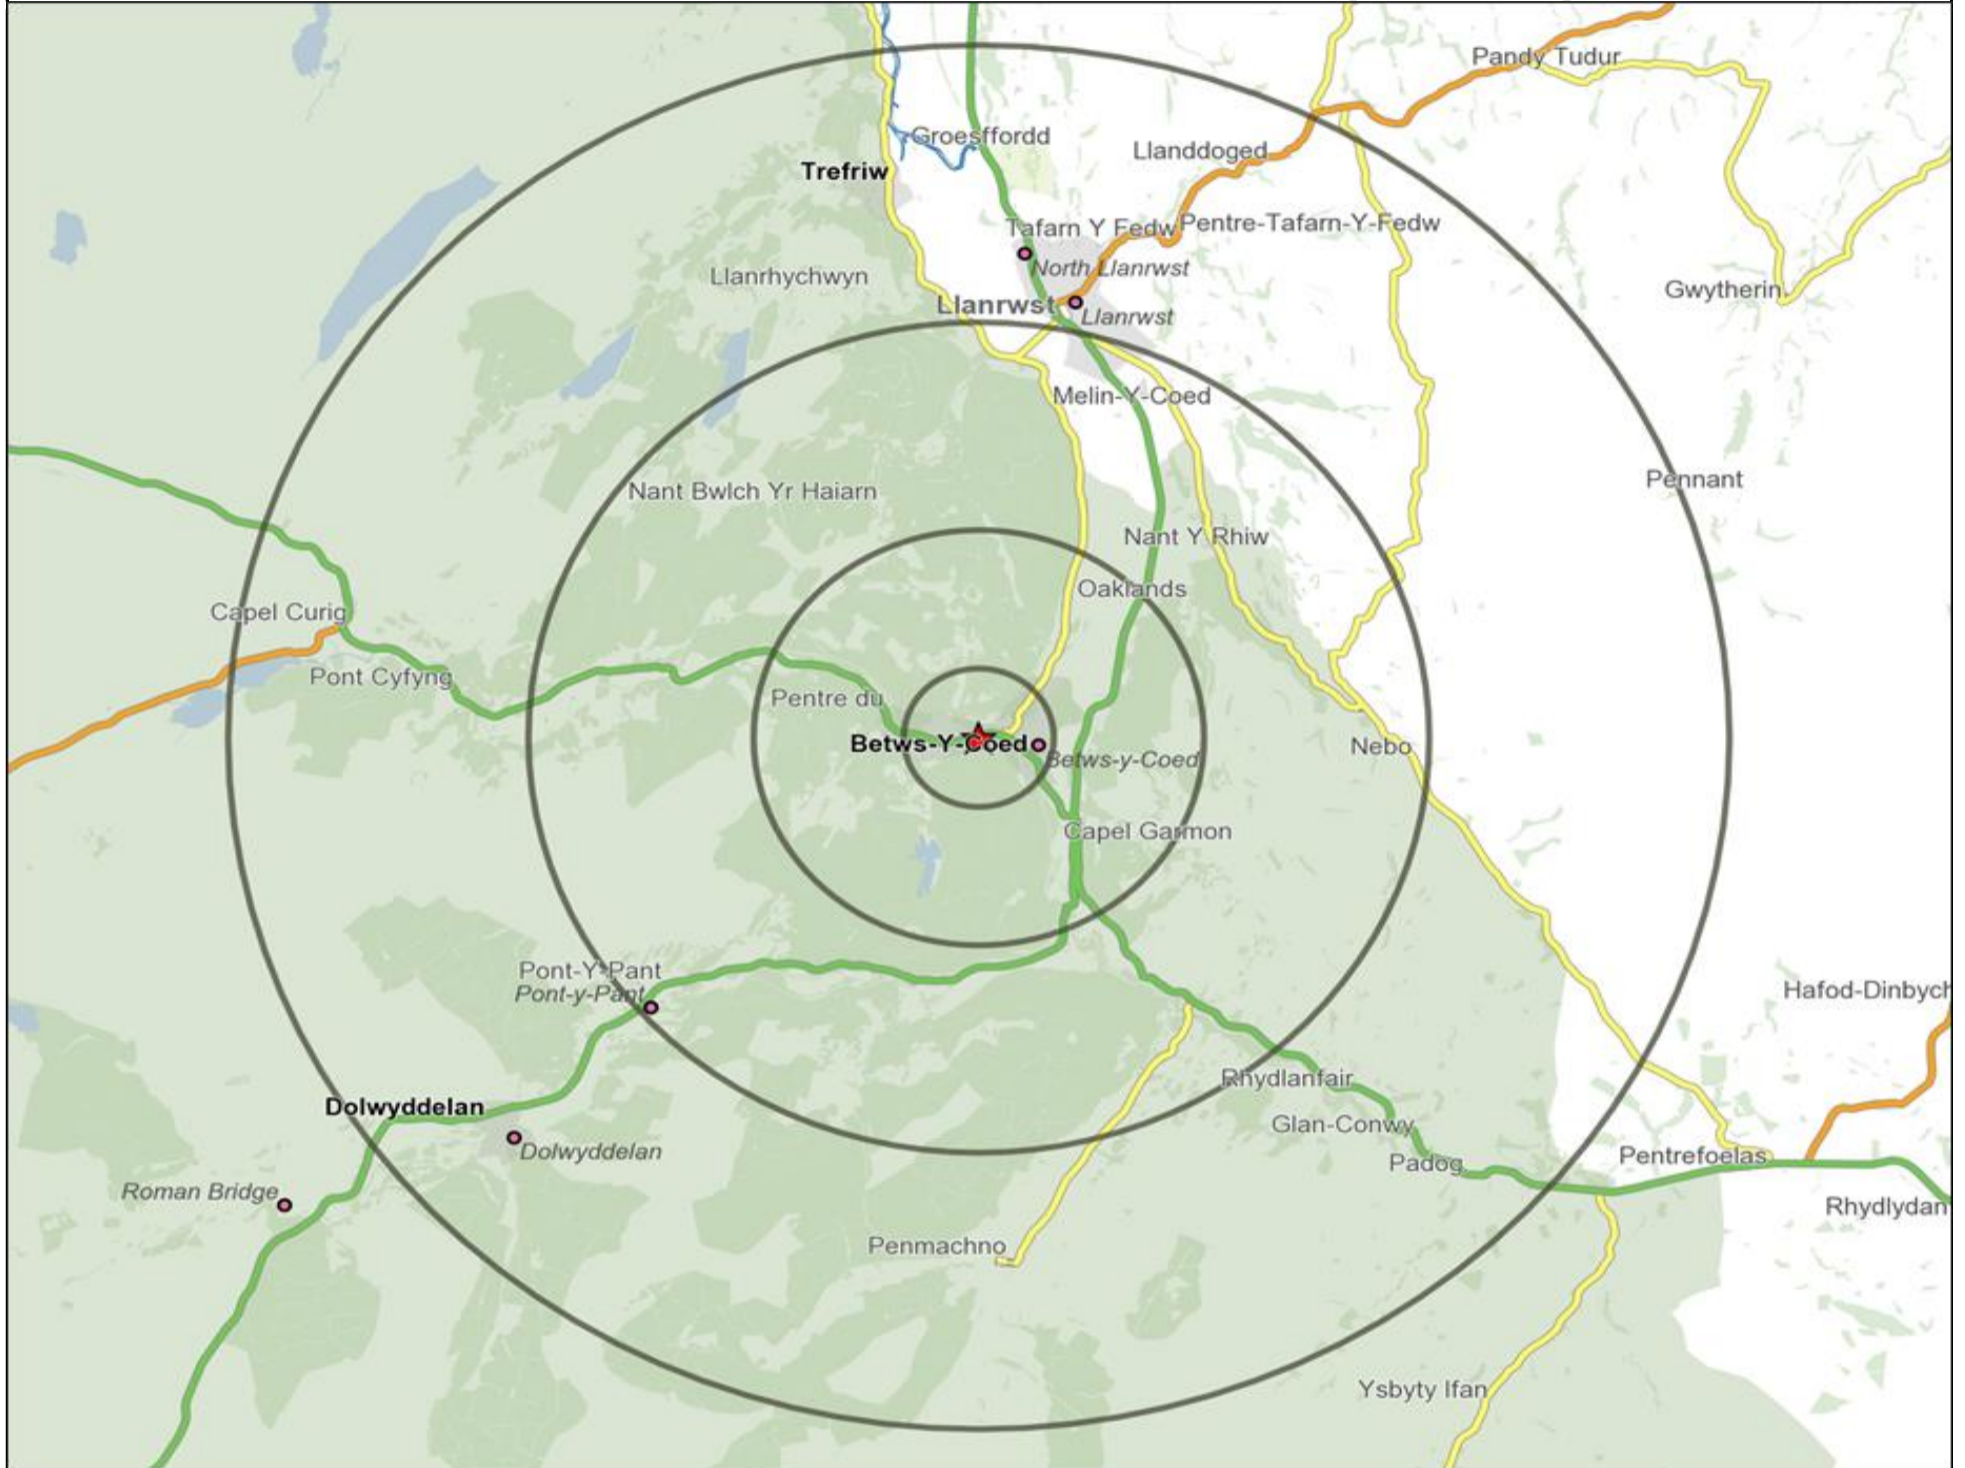 Pandy Tudur
Groesffordd
Llanddoged
Trefriw
Tafarn Y Fedw
Pentre-Tafarn-Y-Fedw
North Llanrwst
Llanrhychwyn
Gwytherin
Llanrwst
Llanrwst
Melin-Y-Coed
Pennant
Nant Bwlch Yr Haiarn
Nant Y Rhiw
Oaklands
Capel Curig
Pont Cyfyng
Pentre du
Betws-Y-Coed
Betws-y-Coed
Nebo
Capel Garmon
Pont-Y-Pant
Pont-y-Pant
Hafod-Dinbych
Rhydlanfair
Dolwyddelan
Glan-Conwy
Dolwyddelan
Padog
Pentrefoelas
Roman Bridge
Rhydlydan
Penmachno
Ysbyty Ifan